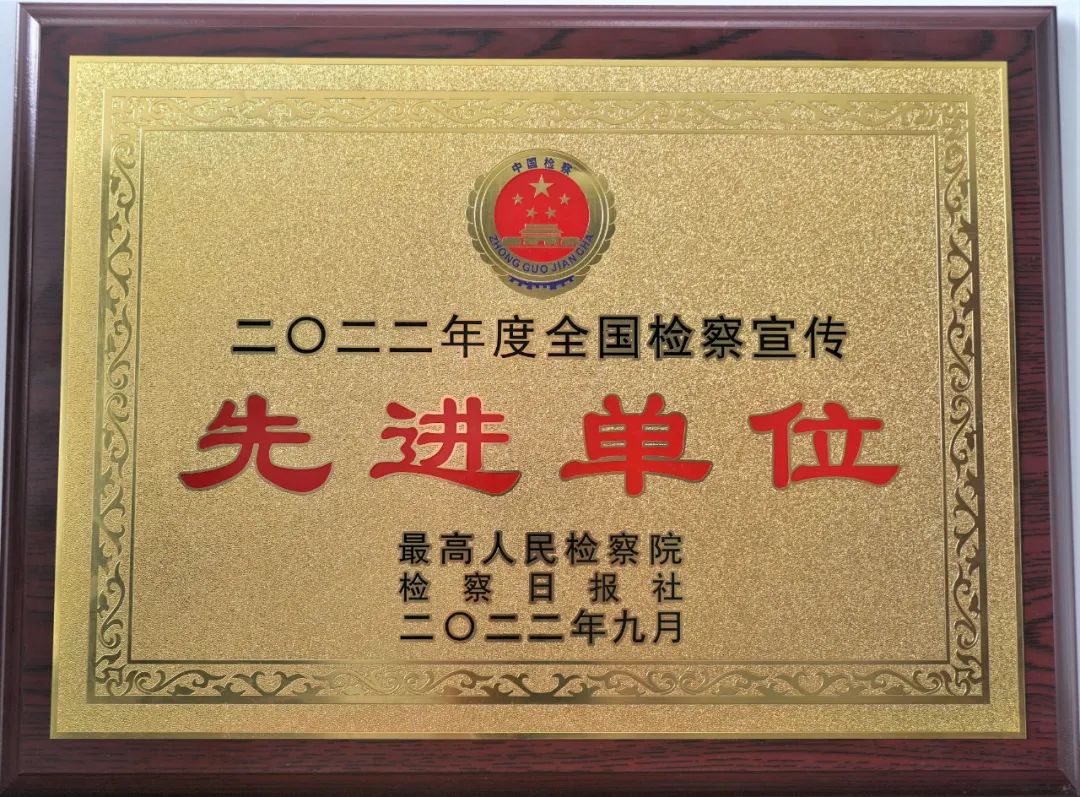 中国检察
ZHONG GUO JIAN CHA
二〇二二年度全国检察宣传
先进单位
最高人民检察院
检察日报社
二〇二二年九月